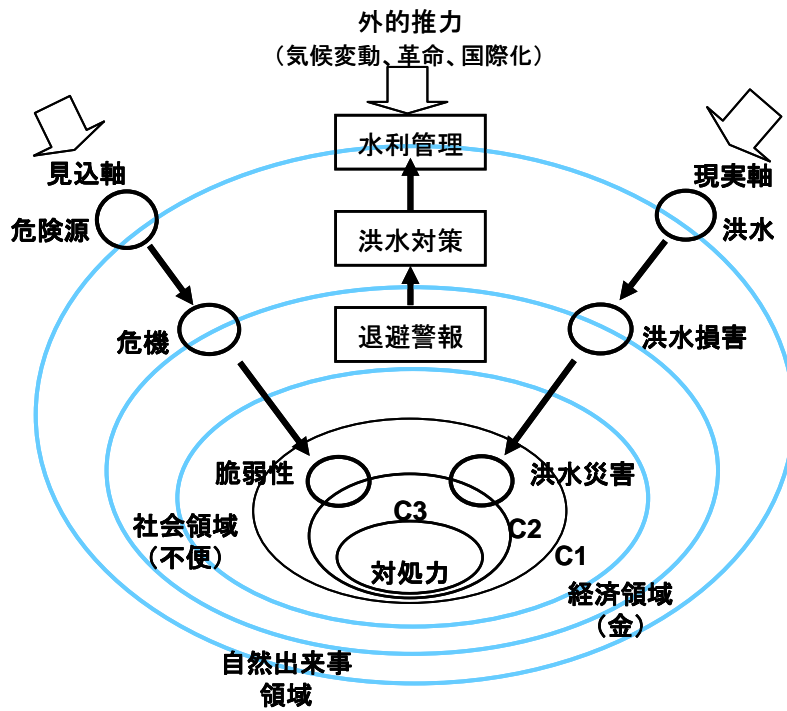 外的推力
（気候変動、革命、国際化）
水利管理
見込軸
現実軸
危険源
洪水対策
洪水
危機
退避警報
洪水損害
脆弱性
洪水災害
C3
C2
社会領域
（不便）
C1
対処力
経済領域
（金）
自然出来事
領域